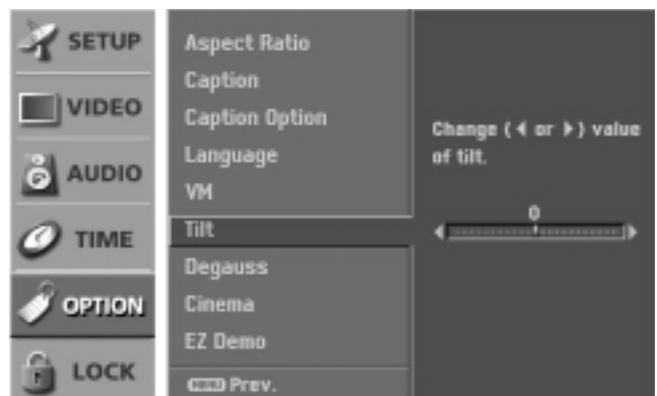 SETUP
VIDEO
AUDIO
TIME
OPTION
LOCK
Aspect Ratio
Caption
Caption Option
Language
VM
Tilt
Degauss
Cinema
EZ Demo
MENU Prev.
Change (◀ or ▶) value
of tilt.
0